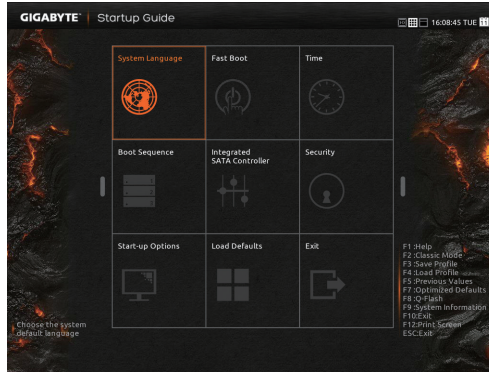 GIGABYTE™ Startup Guide
16:08:45 TUE 11
System Language
Fast Boot
Time
Boot Sequence
Integrated
SATA Controller
Security
Start-up Options
Load Defaults
Exit
F1 :Help
F2 :Classic Mode
F3 :Save Profile
F4 :Load Profile
F5 :Previous Values
F7 :Optimized Defaults
F8 :Q-Flash
F9 :System Information
F10:Exit
F12:Print Screen
ESC:Exit
Choose the system
default language